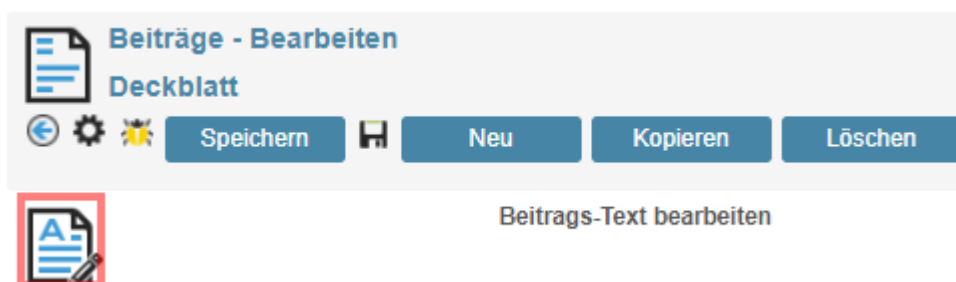 Beiträge - Bearbeiten
Deckblatt
Speichern Neu Kopieren Löschen
Beitrags-Text bearbeiten
A